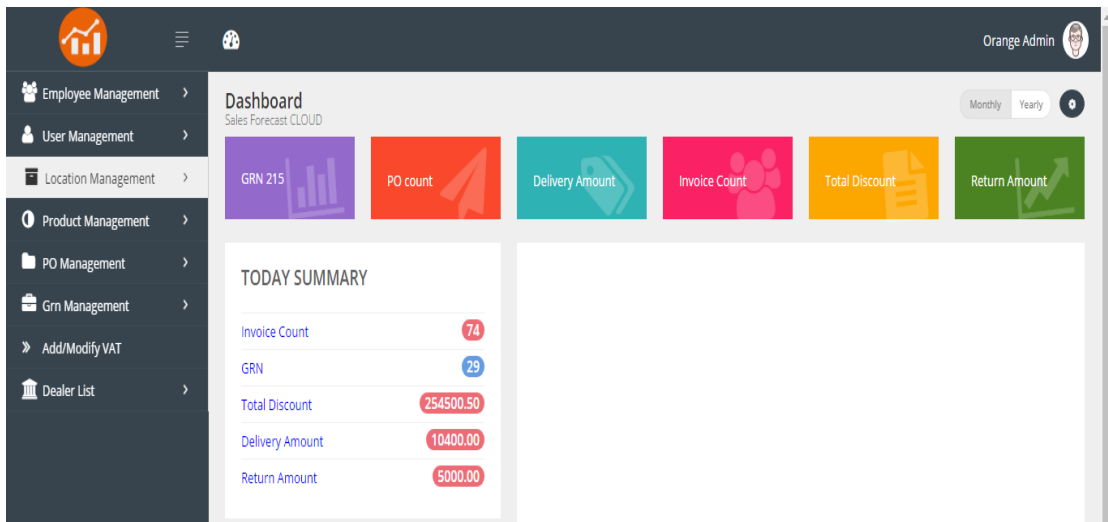 Orange Admin
Employee Management
User Management
Location Management
Product Management
PO Management
Grn Management
Add/Modify VAT
Dealer List
Dashboard
Sales Forecast CLOUD
Monthly Yearly
GRN 215
PO count
Delivery Amount
Invoice Count
Total Discount
Return Amount
TODAY SUMMARY
Invoice Count 74
GRN 29
Total Discount 254500.50
Delivery Amount 10400.00
Return Amount 5000.00